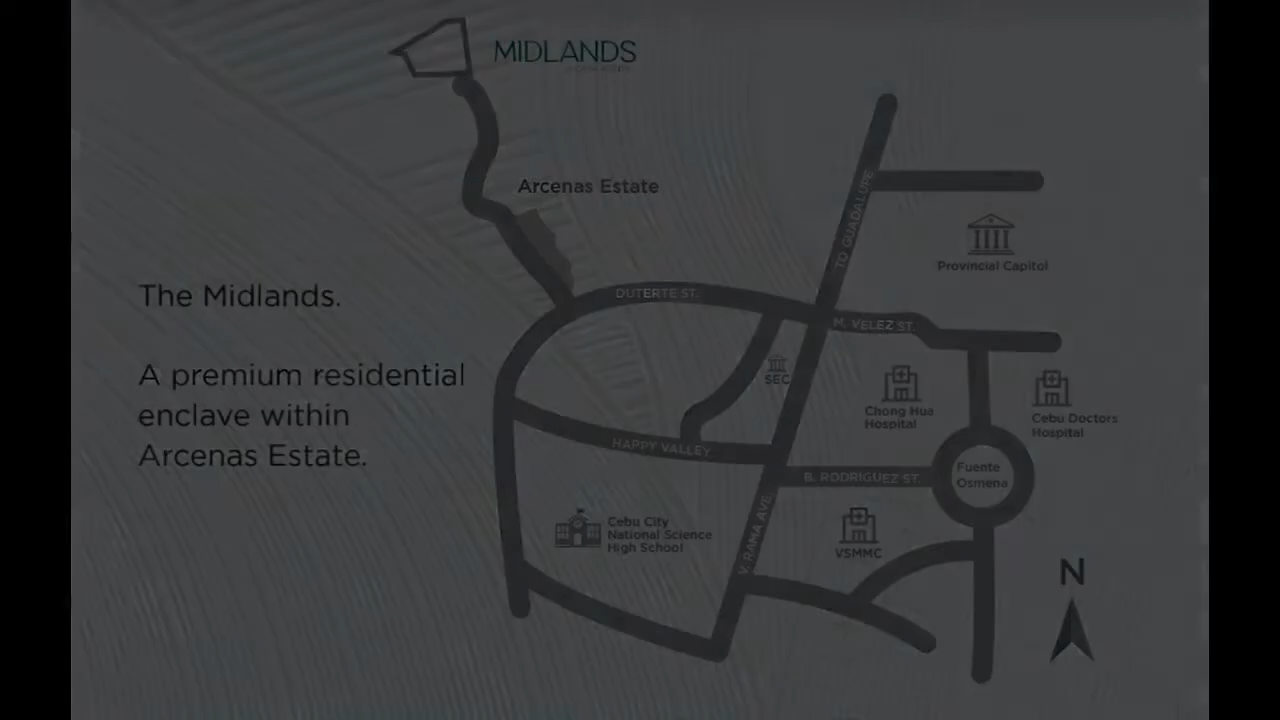 MIDLANDS
Arcenas Estate
TO GUADALUPE
Provincial Capitol
The Midlands.
DUTERTE ST.
M. VELEZ ST.
A premium residential
enclave within
Arcenas Estate.
SEC
Chong Hua
Hospital
Cebu Doctors
Hospital
HAPPY VALLEY
B. RODRIGUEZ ST.
Fuente
Osmena
V. RAMA AVE.
Cebu City
National Science
High School
VSMMC
N